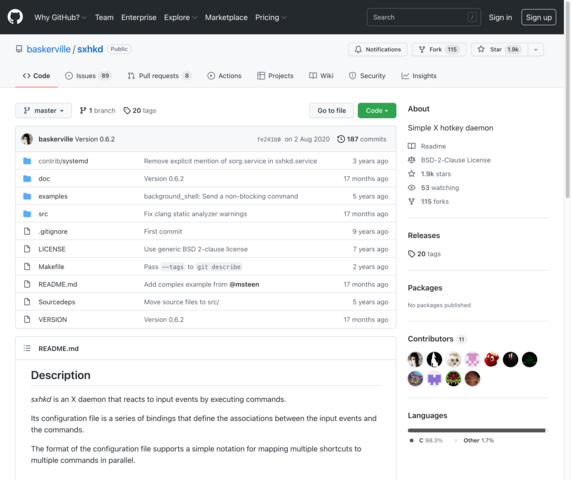 Why GitHub? Team Enterprise Explore Marketplace Pricing Search / Sign in Sign up
baskerville / sxhkd Public Notifications Fork 115 Star 1.9k
Code Issues 89 Pull requests 8 Actions Projects Wiki Security Insights
master 1 branch 20 tags Go to file Code
baskerville Version 0.6.2 fe241b0 on 2 Aug 2020 187 commits
contrib/systemd Remove explicit mention of xorg.service in sxhkd.service 3 years ago
doc Version 0.6.2 17 months ago
examples background_shell: Send a non-blocking command 5 years ago
src Fix clang static analyzer warnings 17 months ago
.gitignore First commit 9 years ago
LICENSE Use generic BSD 2-clause license 7 years ago
Makefile Pass --tags to git describe 2 years ago
README.md Add complex example from @msteen 17 months ago
Sourcedeps Move source files to src/ 5 years ago
VERSION Version 0.6.2 17 months ago
README.md
Description
sxhkd is an X daemon that reacts to input events by executing commands.
Its configuration file is a series of bindings that define the associations between the input events and
the commands.
The format of the configuration file supports a simple notation for mapping multiple shortcuts to
multiple commands in parallel.
About
Simple X hotkey daemon
Readme
BSD-2-Clause License
1.9k stars
53 watching
115 forks
Releases
20 tags
Packages
No packages published
Contributors 11
Languages
C 98.3% Other 1.7%